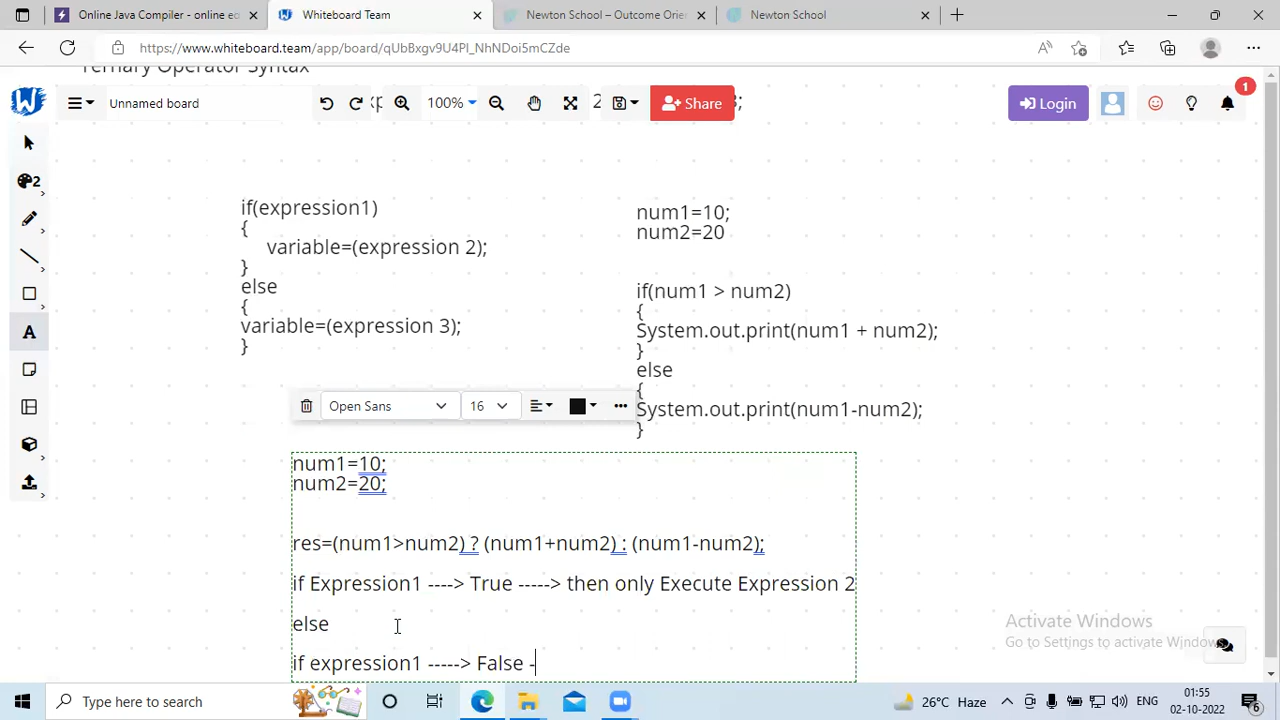 Online Java Compiler - online ed
Whiteboard Team
Newton School – Outcome Orie
Newton School
https://www.whiteboard.team/app/board/qUbBxgv9U4Pl_NhNDoi5mCZde
Ternary Operator Syntax
Unnamed board
100%
Share
Login
1
2
if(expression1)
{
variable=(expression 2);
}
else
{
variable=(expression 3);
}
num1=10;
num2=20
if(num1 > num2)
{
System.out.print(num1 + num2);
}
else
{
System.out.print(num1-num2);
}
Open Sans
16
A
num1=10;
num2=20;
res=(num1>num2) ? (num1+num2) : (num1-num2);
if Expression1 ----> True -----> then only Execute Expression 2
else
if expression1 -----> False -
Activate Windows
Go to Settings to activate Windows.
Type here to search
26°C Haze
ENG
01:55
02-10-2022
6